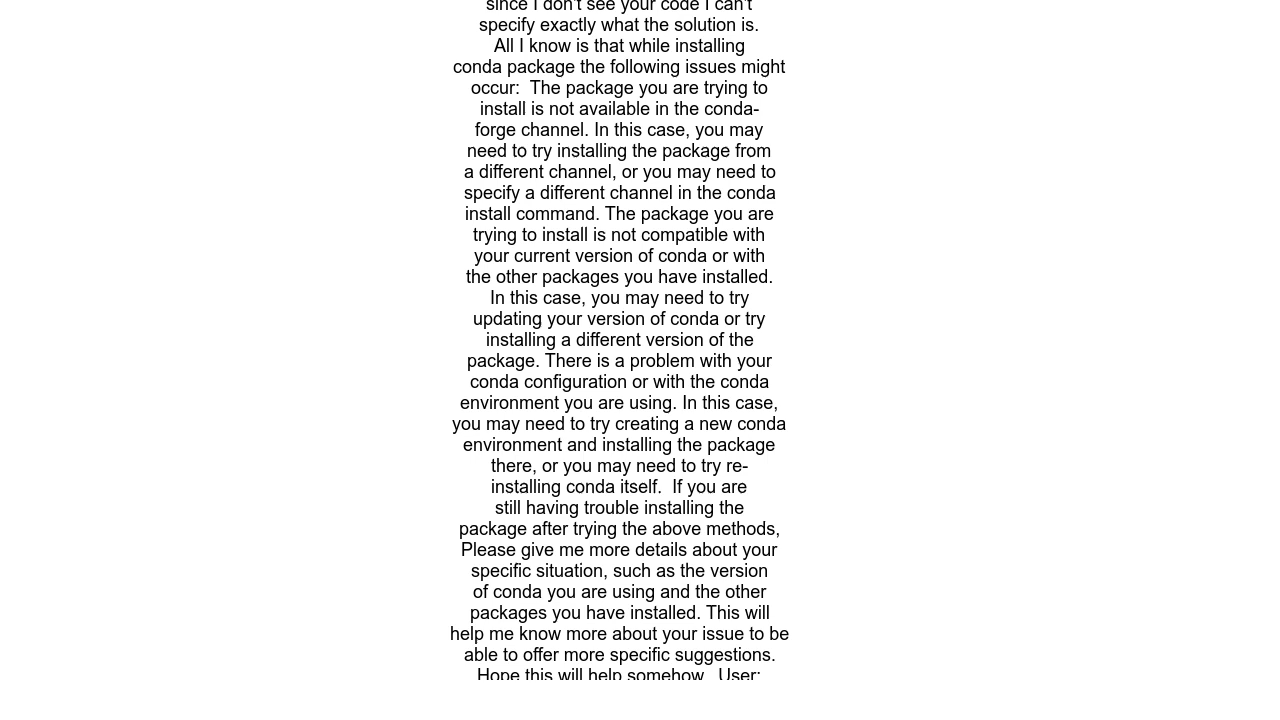 since I don't see your code I can't
specify exactly what the solution is.
All I know is that while installing
conda package the following issues might
occur:  The package you are trying to
install is not available in the conda-
forge channel. In this case, you may
need to try installing the package from
a different channel, or you may need to
specify a different channel in the conda
install command. The package you are
trying to install is not compatible with
your current version of conda or with
the other packages you have installed.
In this case, you may need to try
updating your version of conda or try
installing a different version of the
package. There is a problem with your
conda configuration or with the conda
environment you are using. In this case,
you may need to try creating a new conda
environment and installing the package
there, or you may need to try re-
installing conda itself.  If you are
still having trouble installing the
package after trying the above methods,
Please give me more details about your
specific situation, such as the version
of conda you are using and the other
packages you have installed. This will
help me know more about your issue to be
able to offer more specific suggestions.
Hope this will help somehow.  User: